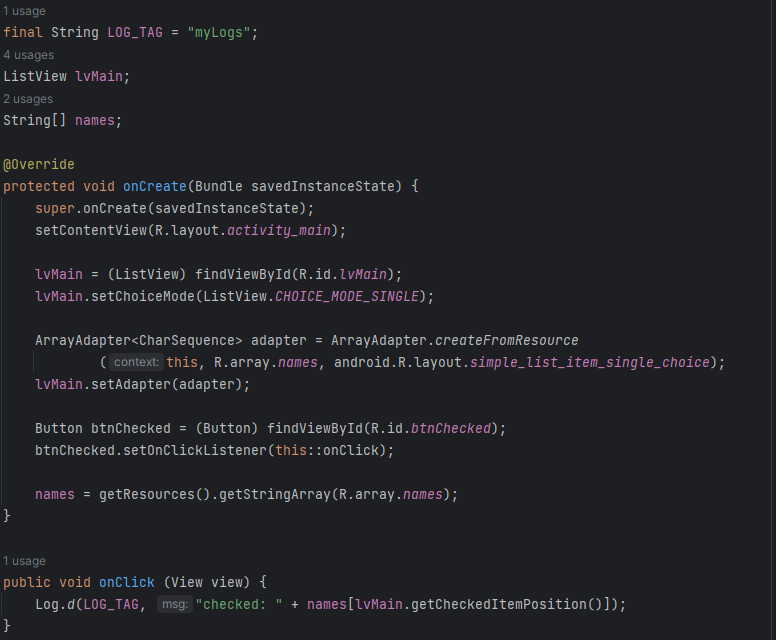 1 usage
final String LOG_TAG = "myLogs";
4 usages
ListView lvMain;
2 usages
String[] names;
@Override
protected void onCreate(Bundle savedInstanceState) {
super.onCreate(savedInstanceState);
setContentView(R.layout.activity_main);
lvMain = (ListView) findViewById(R.id.lvMain);
lvMain.setChoiceMode(ListView.CHOICE_MODE_SINGLE);
ArrayAdapter<CharSequence> adapter = ArrayAdapter.createFromResource
( context: this, R.array.names, android.R.layout.simple_list_item_single_choice);
lvMain.setAdapter(adapter);
Button btnChecked = (Button) findViewById(R.id.btnChecked);
btnChecked.setOnClickListener(this::onClick);
names = getResources().getStringArray(R.array.names);
}
1 usage
public void onClick (View view) {
Log.d(LOG_TAG, msg: "checked: " + names[lvMain.getCheckedItemPosition()]);
}